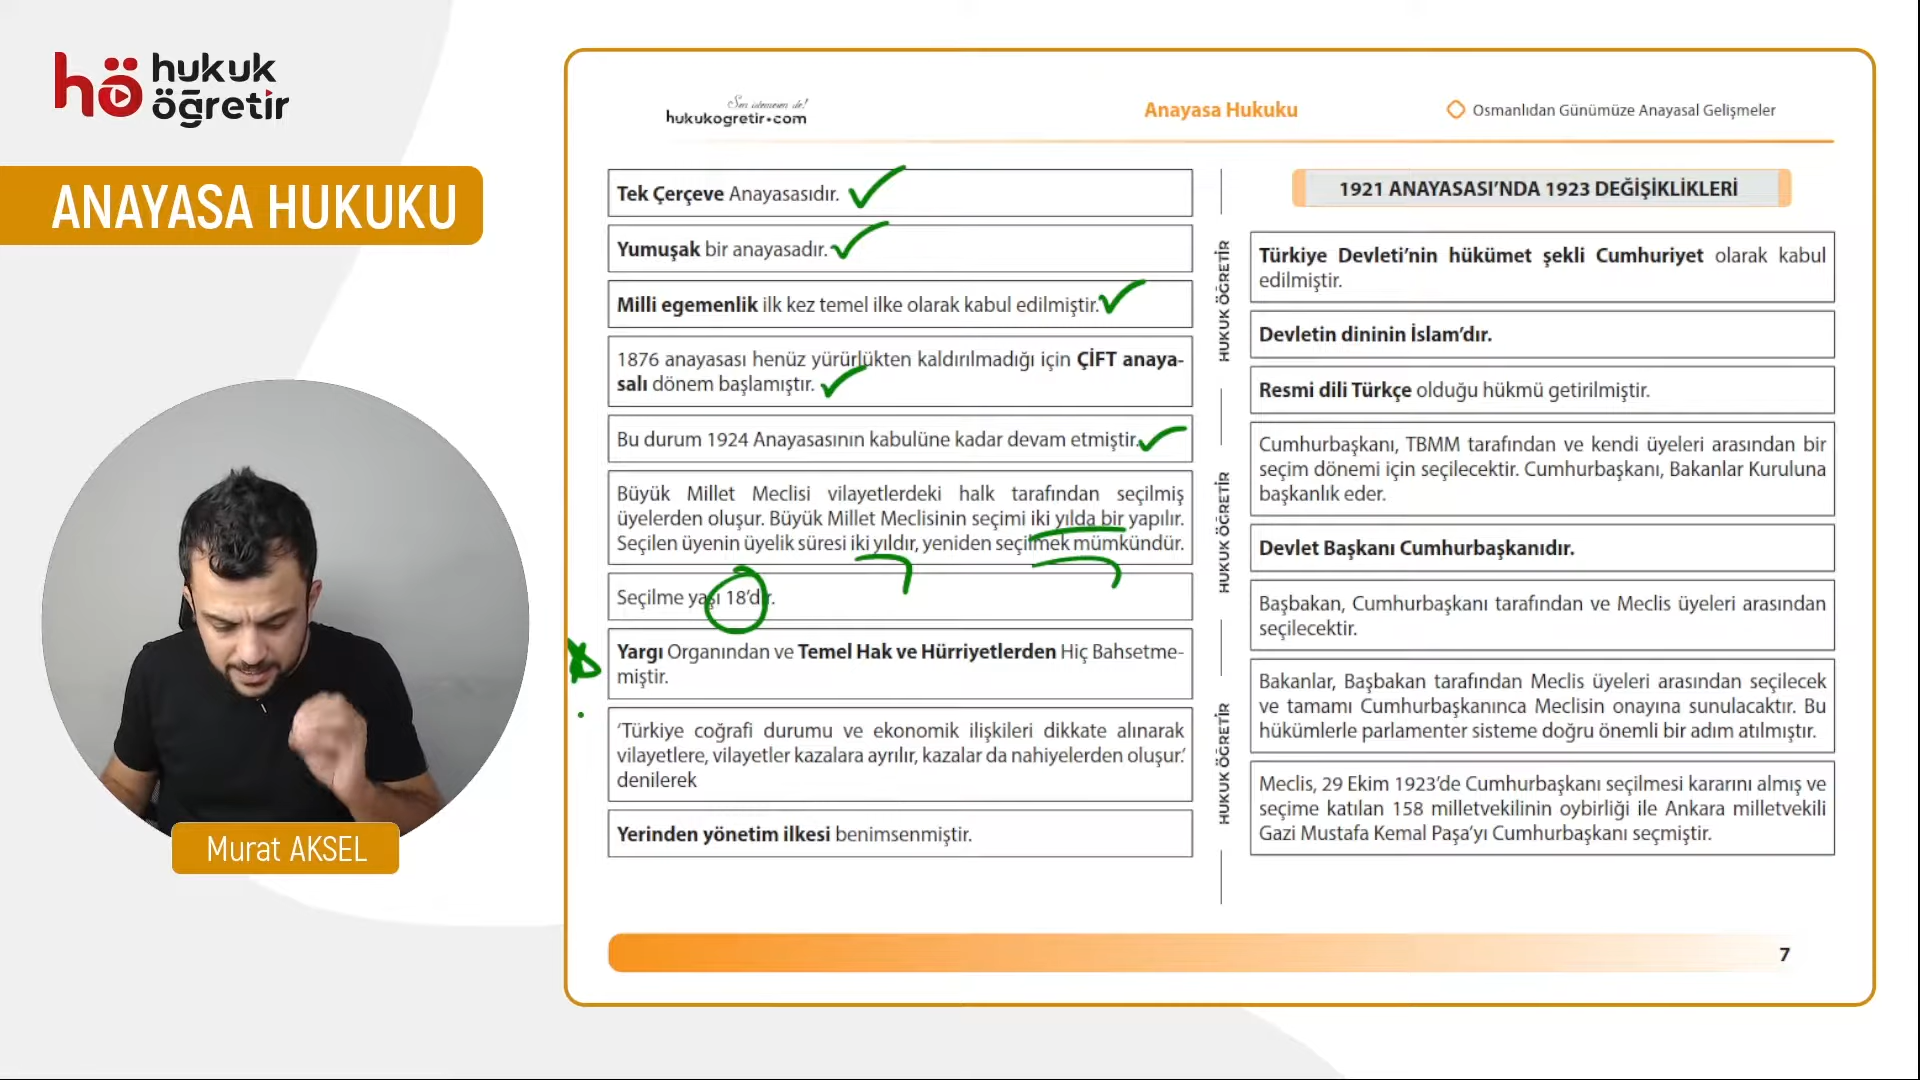 hö hukuk
öğretir
ANAYASA HUKUKU
Murat AKSEL
Sen istemesen de!
hukukogretir.com
Anayasa Hukuku
Osmanlıdan Günümüze Anayasal Gelişmeler
Tek Çerçeve Anayasasıdır.
Yumuşak bir anayasadır.
Milli egemenlik ilk kez temel ilke olarak kabul edilmiştir.
1876 anayasası henüz yürürlükten kaldırılmadığı için ÇİFT anaya-
salı dönem başlamıştır.
Bu durum 1924 Anayasasının kabulüne kadar devam etmiştir.
Büyük Millet Meclisi vilayetlerdeki halk tarafından seçilmiş
üyelerden oluşur. Büyük Millet Meclisinin seçimi iki yılda bir yapılır.
Seçilen üyenin üyelik süresi iki yıldır, yeniden seçilmek mümkündür.
Seçilme yaşı 18'dir.
Yargı Organından ve Temel Hak ve Hürriyetlerden Hiç Bahsetme-
miştir.
'Türkiye coğrafi durumu ve ekonomik ilişkileri dikkate alınarak
vilayetlere, vilayetler kazalara ayrılır, kazalar da nahiyelerden oluşur.'
denilerek
Yerinden yönetim ilkesi benimsenmiştir.
HUKUK ÖĞRETİR
HUKUK ÖĞRETİR
HUKUK ÖĞRETİR
1921 ANAYASASI'NDA 1923 DEĞİŞİKLİKLERİ
Türkiye Devleti'nin hükümet şekli Cumhuriyet olarak kabul
edilmiştir.
Devletin dininin İslam'dır.
Resmi dili Türkçe olduğu hükmü getirilmiştir.
Cumhurbaşkanı, TBMM tarafından ve kendi üyeleri arasından bir
seçim dönemi için seçilecektir. Cumhurbaşkanı, Bakanlar Kuruluna
başkanlık eder.
Devlet Başkanı Cumhurbaşkanıdır.
Başbakan, Cumhurbaşkanı tarafından ve Meclis üyeleri arasından
seçilecektir.
Bakanlar, Başbakan tarafından Meclis üyeleri arasından seçilecek
ve tamamı Cumhurbaşkanınca Meclisin onayına sunulacaktır. Bu
hükümlerle parlamenter sisteme doğru önemli bir adım atılmıştır.
Meclis, 29 Ekim 1923'de Cumhurbaşkanı seçilmesi kararını almış ve
seçime katılan 158 milletvekilinin oybirliği ile Ankara milletvekili
Gazi Mustafa Kemal Paşa'yı Cumhurbaşkanı seçmiştir.
7